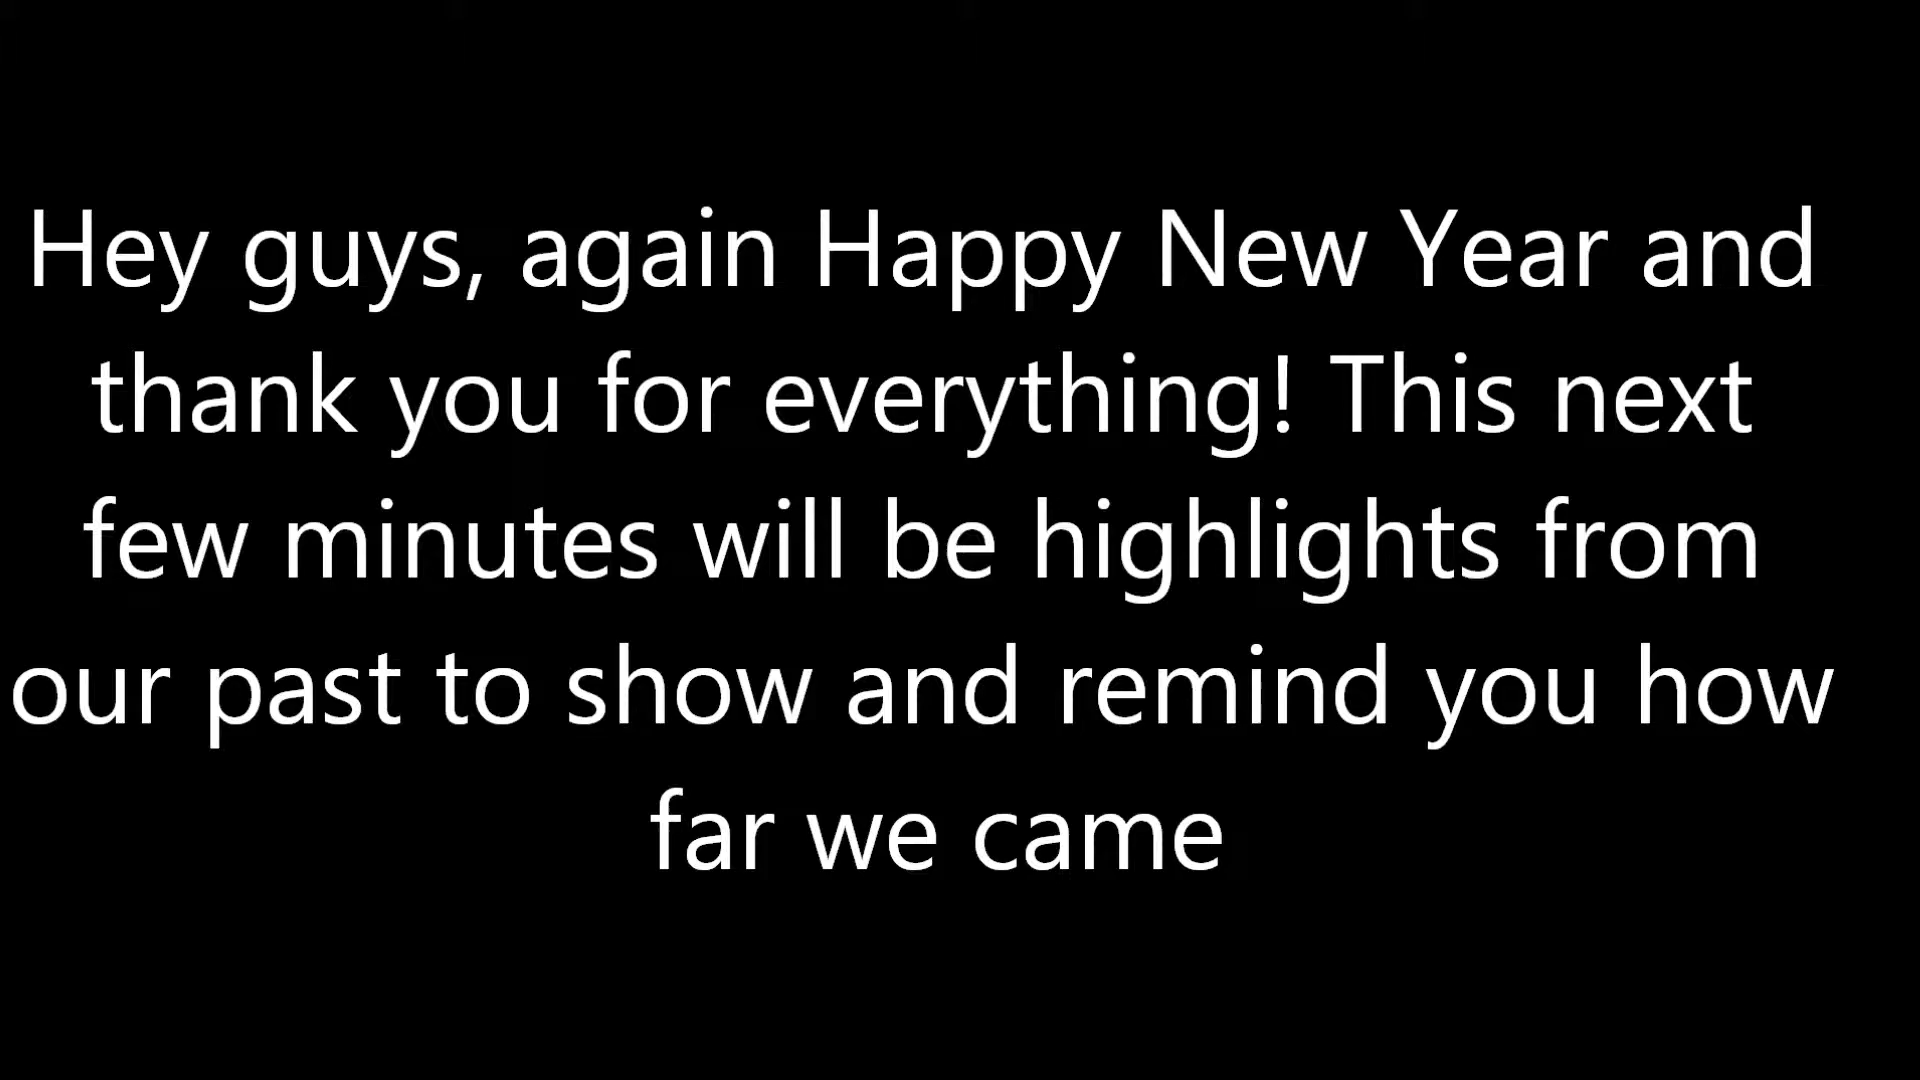 Hey guys, again Happy New Year and
thank you for everything! This next
few minutes will be highlights from
our past to show and remind you how
far we came